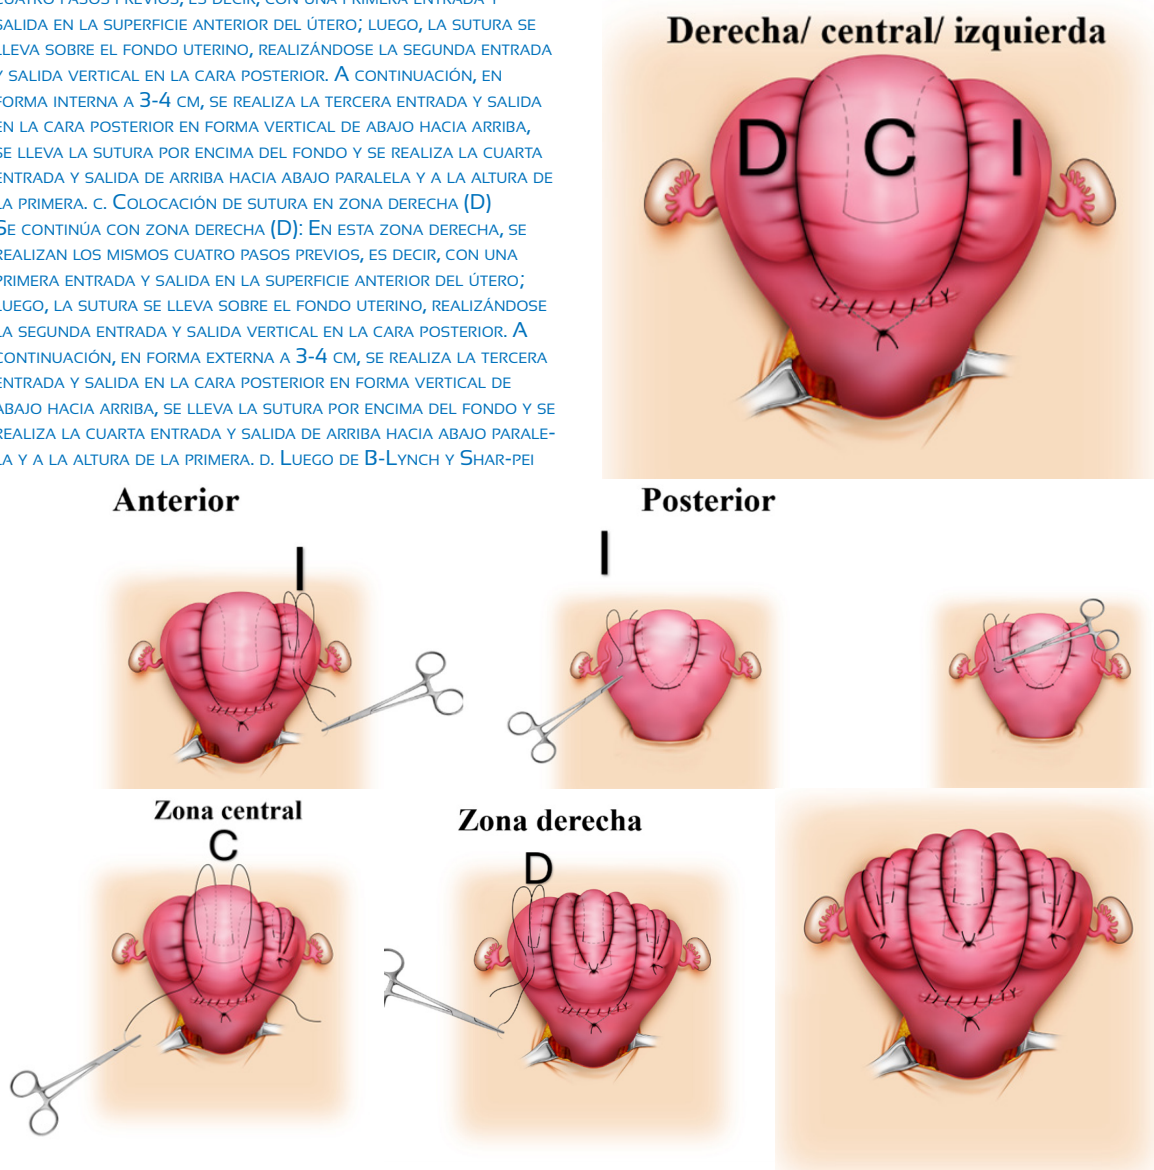 CUATRO PASOS PREVIOS, ES DECIR, CON UNA PRIMERA ENTRADA Y
SALIDA EN LA SUPERFICIE ANTERIOR DEL ÚTERO; LUEGO, LA SUTURA SE
LLEVA SOBRE EL FONDO UTERINO, REALIZÁNDOSE LA SEGUNDA ENTRADA
Y SALIDA VERTICAL EN LA CARA POSTERIOR. A CONTINUACIÓN, EN
FORMA INTERNA A 3-4 CM, SE REALIZA LA TERCERA ENTRADA Y SALIDA
EN LA CARA POSTERIOR EN FORMA VERTICAL DE ABAJO HACIA ARRIBA,
SE LLEVA LA SUTURA POR ENCIMA DEL FONDO Y SE REALIZA LA CUARTA
ENTRADA Y SALIDA DE ARRIBA HACIA ABAJO PARALELA Y A LA ALTURA DE
LA PRIMERA. C. COLOCACIÓN DE SUTURA EN ZONA DERECHA (D)
SE CONTINÚA CON ZONA DERECHA (D): EN ESTA ZONA DERECHA, SE
REALIZAN LOS MISMOS CUATRO PASOS PREVIOS, ES DECIR, CON UNA
PRIMERA ENTRADA Y SALIDA EN LA SUPERFICIE ANTERIOR DEL ÚTERO;
LUEGO, LA SUTURA SE LLEVA SOBRE EL FONDO UTERINO, REALIZÁNDOSE
LA SEGUNDA ENTRADA Y SALIDA VERTICAL EN LA CARA POSTERIOR. A
CONTINUACIÓN, EN FORMA EXTERNA A 3-4 CM, SE REALIZA LA TERCERA
ENTRADA Y SALIDA EN LA CARA POSTERIOR EN FORMA VERTICAL DE
ABAJO HACIA ARRIBA, SE LLEVA LA SUTURA POR ENCIMA DEL FONDO Y SE
REALIZA LA CUARTA ENTRADA Y SALIDA DE ARRIBA HACIA ABAJO PARALE-
LA Y A LA ALTURA DE LA PRIMERA. D. LUEGO DE B-LYNCH Y SHAR-PEI
Derecha/ central/ izquierda
D C I
Anterior
I
Posterior
I
Zona central
C
Zona derecha
D